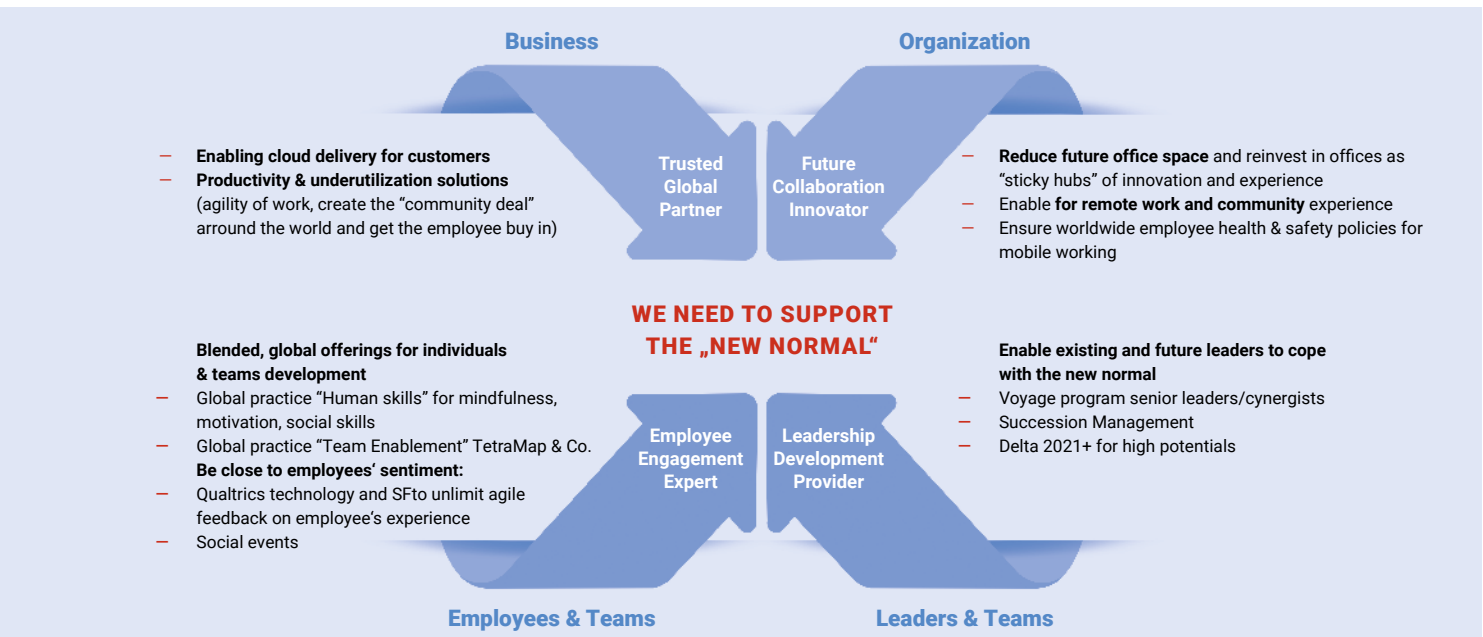 Business
Organization
— Enabling cloud delivery for customers
— Productivity & underutilization solutions
(agility of work, create the “community deal”
arround the world and get the employee buy in)
Trusted
Global
Partner
Future
Collaboration
Innovator
— Reduce future office space and reinvest in offices as
“sticky hubs” of innovation and experience
— Enable for remote work and community experience
— Ensure worldwide employee health & safety policies for
mobile working
WE NEED TO SUPPORT
THE „NEW NORMAL“
Blended, global offerings for individuals
& teams development
— Global practice “Human skills” for mindfulness,
motivation, social skills
— Global practice “Team Enablement” TetraMap & Co.
Be close to employees‘ sentiment:
— Qualtrics technology and SFto unlimit agile
feedback on employee‘s experience
— Social events
Employee
Engagement
Expert
Leadership
Development
Provider
Enable existing and future leaders to cope
with the new normal
— Voyage program senior leaders/cynergists
— Succession Management
— Delta 2021+ for high potentials
Employees & Teams
Leaders & Teams